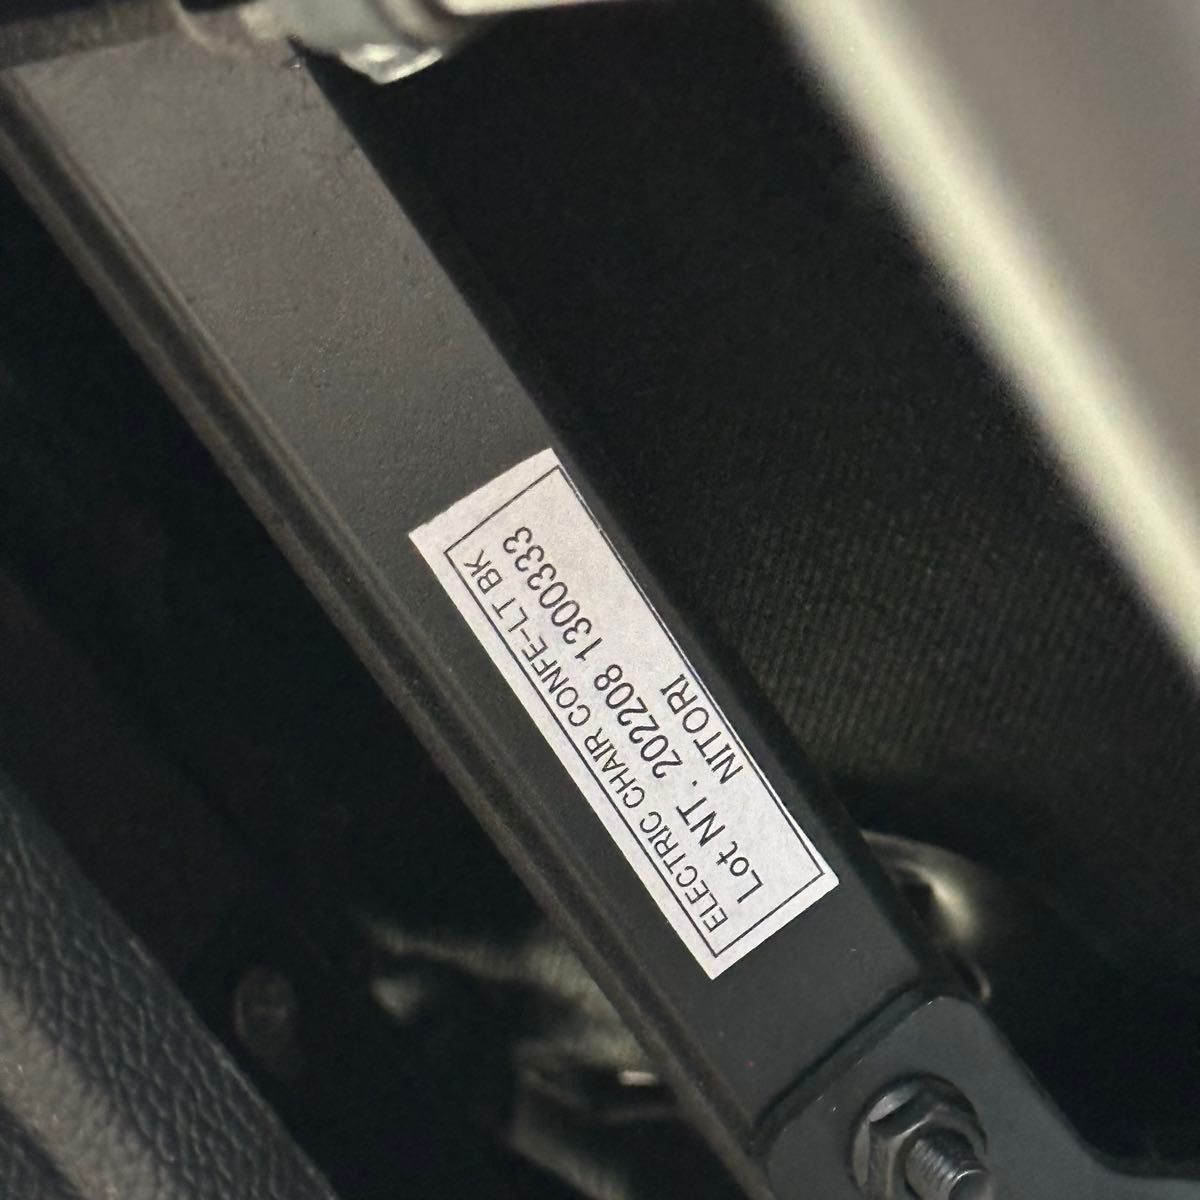 ELECTRIC CHAIR CONFE-LT BK
Lot NT. 202208 1300333
NITORI